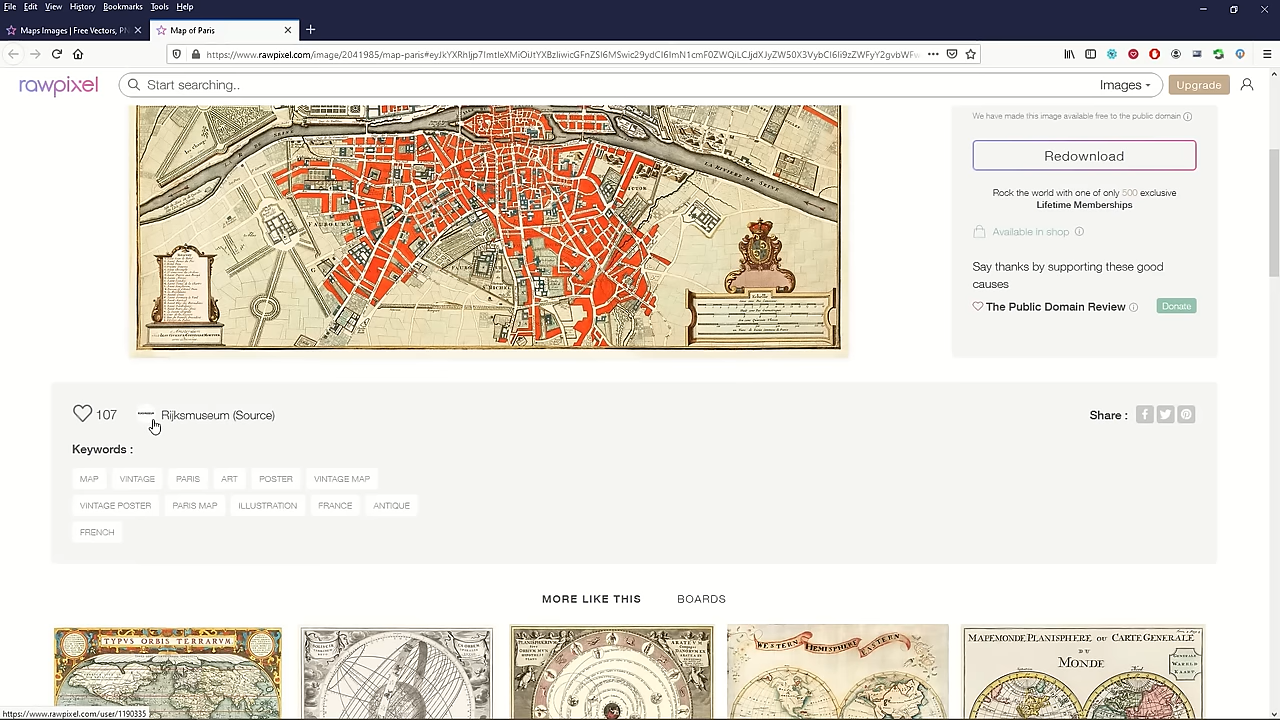 File Edit View History Bookmarks Tools Help
Maps Images | Free Vectors, PN
Map of Paris
https://www.rawpixel.com/image/2041985/map-paris#
rawpixel
Start searching..
Images
Upgrade
We have made this image available free to the public domain
Redownload
Rock the world with one of only 500 exclusive
Lifetime Memberships
Available in shop
Say thanks by supporting these good
causes
The Public Domain Review
Donate
LA RIVIERE DE SEINE
107
Rijksmuseum (Source)
Share :
Keywords :
MAP VINTAGE PARIS ART POSTER VINTAGE MAP
VINTAGE POSTER PARIS MAP ILLUSTRATION FRANCE ANTIQUE
FRENCH
MORE LIKE THIS
BOARDS
TYPVS ORBIS TERRARVM
WESTERN HEMISPHERE EASTERN
MAPEMONDE PLANISPHERE OU CARTE GENERALE
DU
MONDE
https://www.rawpixel.com/user/1190335